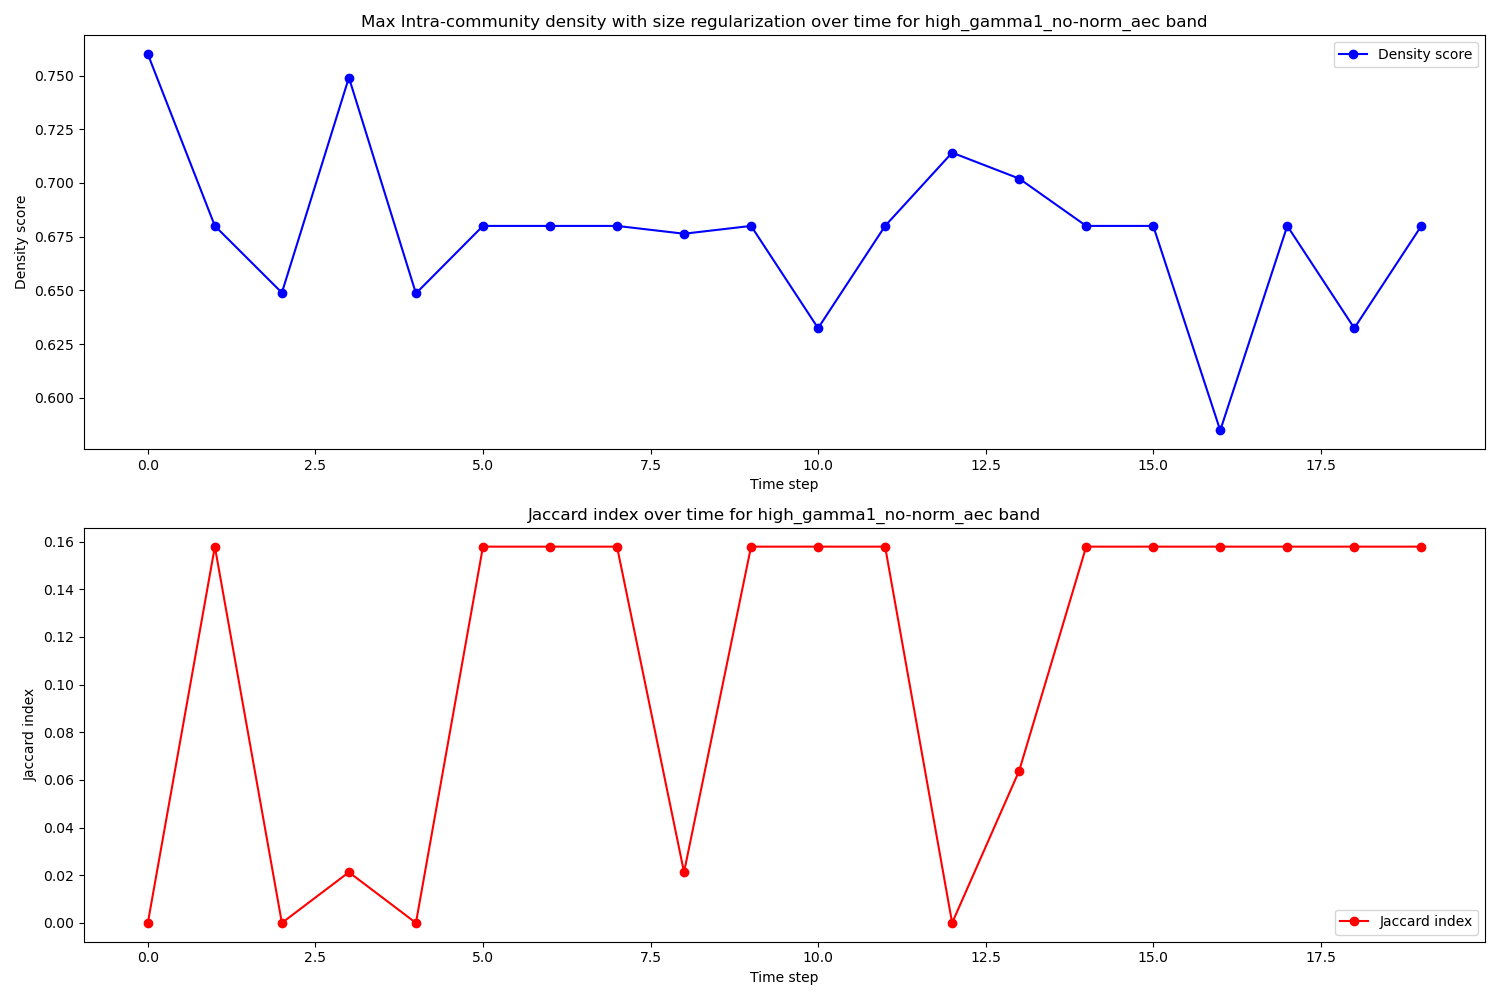 Max Intra-community density with size regularization over time for high_gamma1_no-norm_aec band
Density score
0.750
0.725
0.700
0.675
0.650
0.625
0.600
Density score
0.0 2.5 5.0 7.5 10.0 12.5 15.0 17.5
Time step
Jaccard index over time for high_gamma1_no-norm_aec band
0.16
0.14
0.12
0.10
0.08
0.06
0.04
0.02
0.00
Jaccard index
Jaccard index
0.0 2.5 5.0 7.5 10.0 12.5 15.0 17.5
Time step